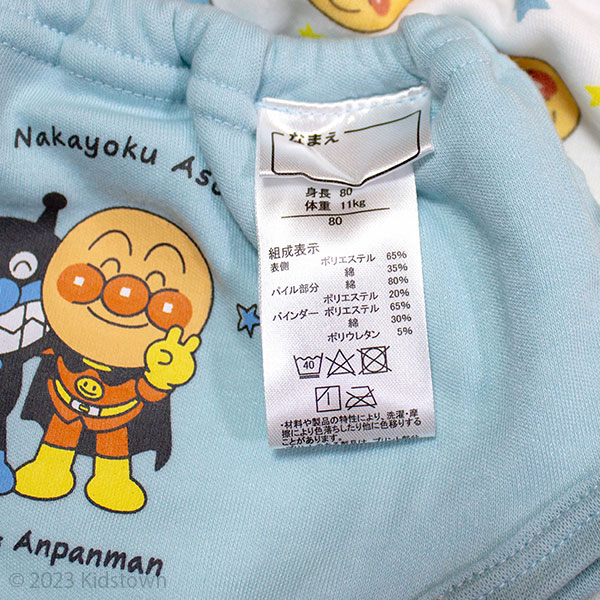 Nakayoku Aso
& Anpanman
なまえ
身長 80
体重 11kg
80
組成表示
表側 ポリエステル 65%
綿 35%
パイル部分 綿 80%
ポリエステル 20%
バインダー ポリエステル 65%
綿 30%
ポリウレタン 5%
40
・材料や製品の特性により、洗濯・摩
擦により色落ちしたり他に色移りする
ことがあります。
© 2023 Kidstown